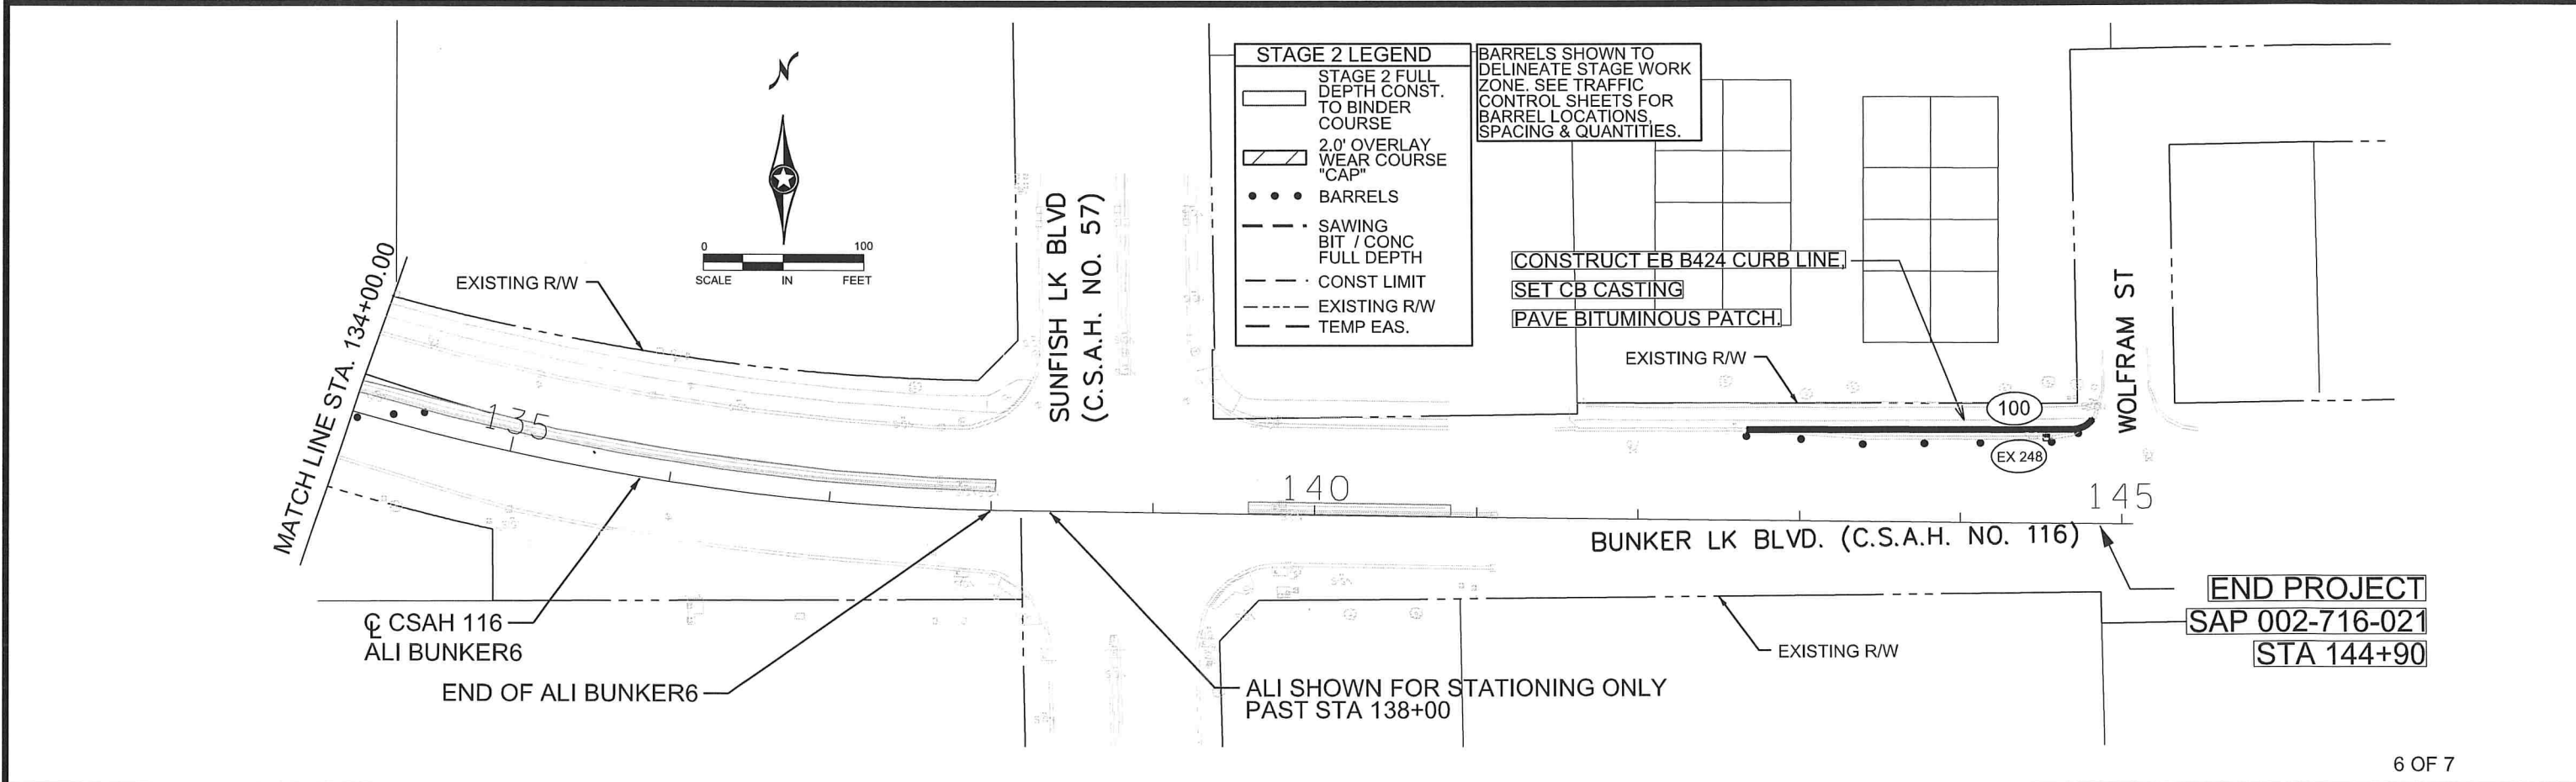 N
0 100
SCALE IN FEET
STAGE 2 LEGEND
STAGE 2 FULL
DEPTH CONST.
TO BINDER
COURSE
2.0' OVERLAY
WEAR COURSE
"CAP"
BARRELS
SAWING
BIT / CONC
FULL DEPTH
CONST LIMIT
EXISTING R/W
TEMP EAS.
BARRELS SHOWN TO
DELINEATE STAGE WORK
ZONE. SEE TRAFFIC
CONTROL SHEETS FOR
BARREL LOCATIONS,
SPACING & QUANTITIES.
MATCH LINE STA. 134+00.00
EXISTING R/W
SUNFISH LK BLVD
(C.S.A.H. NO. 57)
CONSTRUCT EB B424 CURB LINE,
SET CB CASTING
PAVE BITUMINOUS PATCH.
EXISTING R/W
WOLFRAM ST
100
EX 248
135
140
145
BUNKER LK BLVD. (C.S.A.H. NO. 116)
END PROJECT
SAP 002-716-021
STA 144+90
℄ CSAH 116
ALI BUNKER6
END OF ALI BUNKER6
ALI SHOWN FOR STATIONING ONLY
PAST STA 138+00
EXISTING R/W
6 OF 7